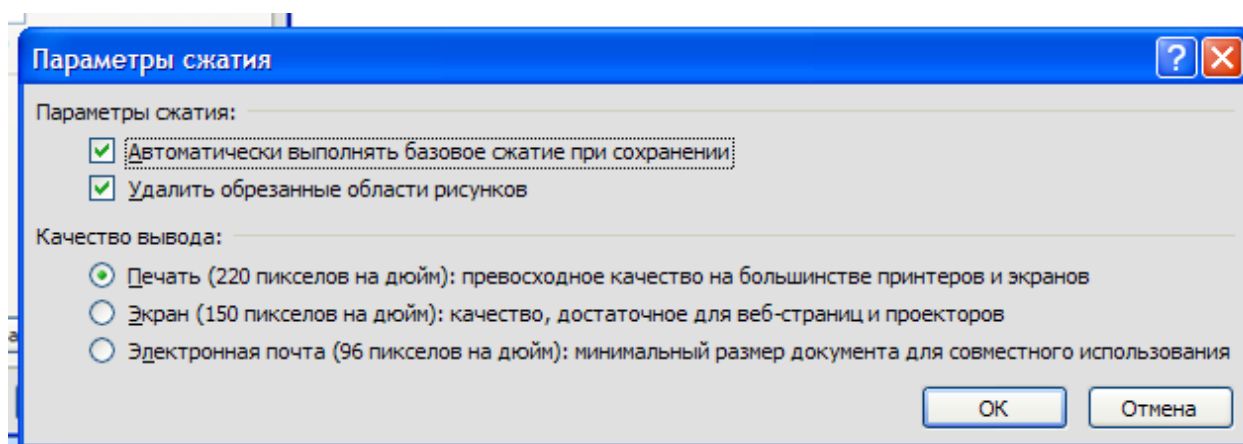 Параметры сжатия
Параметры сжатия:
Автоматически выполнять базовое сжатие при сохранении
Удалить обрезанные области рисунков
Качество вывода:
Печать (220 пикселов на дюйм): превосходное качество на большинстве принтеров и экранов
Экран (150 пикселов на дюйм): качество, достаточное для веб-страниц и проекторов
Электронная почта (96 пикселов на дюйм): минимальный размер документа для совместного использования
ОК Отмена